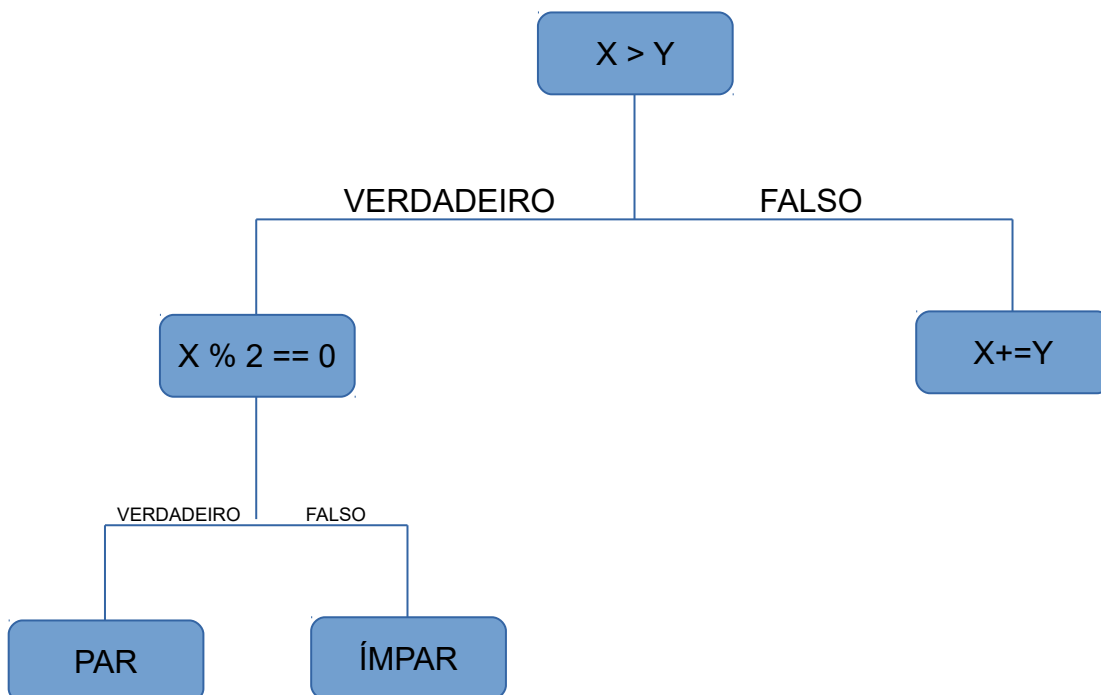 X > Y
VERDADEIRO
FALSO
X % 2 == 0
X+=Y
VERDADEIRO
FALSO
PAR
ÍMPAR